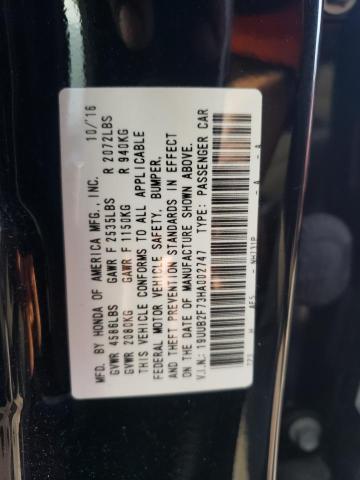 MFD. BY HONDA OF AMERICA MFG., INC. 10/'16
GVWR 4586LBS GAWR F 2535LBS R 2072LBS
GVWR 2080KG GAWR F 1150KG R 940KG
THIS VEHICLE CONFORMS TO ALL APPLICABLE
FEDERAL MOTOR VEHICLE SAFETY, BUMPER,
AND THEFT PREVENTION STANDARDS IN EFFECT
ON THE DATE OF MANUFACTURE SHOWN ABOVE.
V.I.N.: 19UUB2F73HA002747 TYPE: PASSENGER CAR
A - A